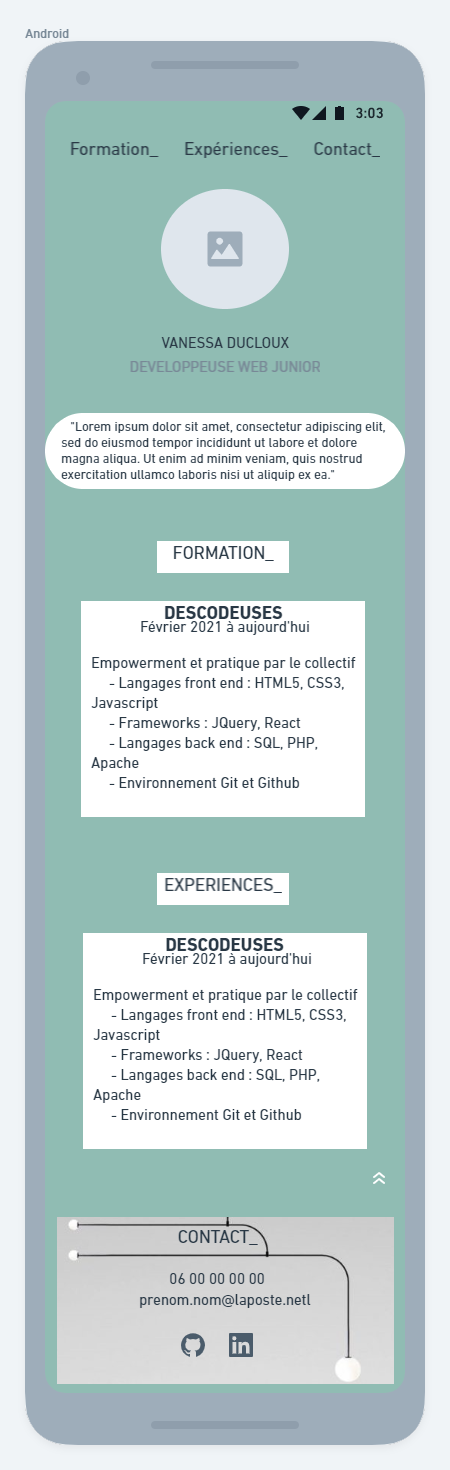 Android
3:03
Formation_ Expériences_ Contact_
VANESSA DUCLOUX
DEVELOPPEUSE WEB JUNIOR
"Lorem ipsum dolor sit amet, consectetur adipiscing elit,
sed do eiusmod tempor incididunt ut labore et dolore
magna aliqua. Ut enim ad minim veniam, quis nostrud
exercitation ullamco laboris nisi ut aliquip ex ea."
FORMATION_
DESCODEUSES
Février 2021 à aujourd'hui
Empowerment et pratique par le collectif
- Langages front end : HTML5, CSS3,
Javascript
- Frameworks : JQuery, React
- Langages back end : SQL, PHP,
Apache
- Environnement Git et Github
EXPERIENCES_
DESCODEUSES
Février 2021 à aujourd'hui
Empowerment et pratique par le collectif
- Langages front end : HTML5, CSS3,
Javascript
- Frameworks : JQuery, React
- Langages back end : SQL, PHP,
Apache
- Environnement Git et Github
CONTACT_
06 00 00 00 00
prenom.nom@laposte.netl
in